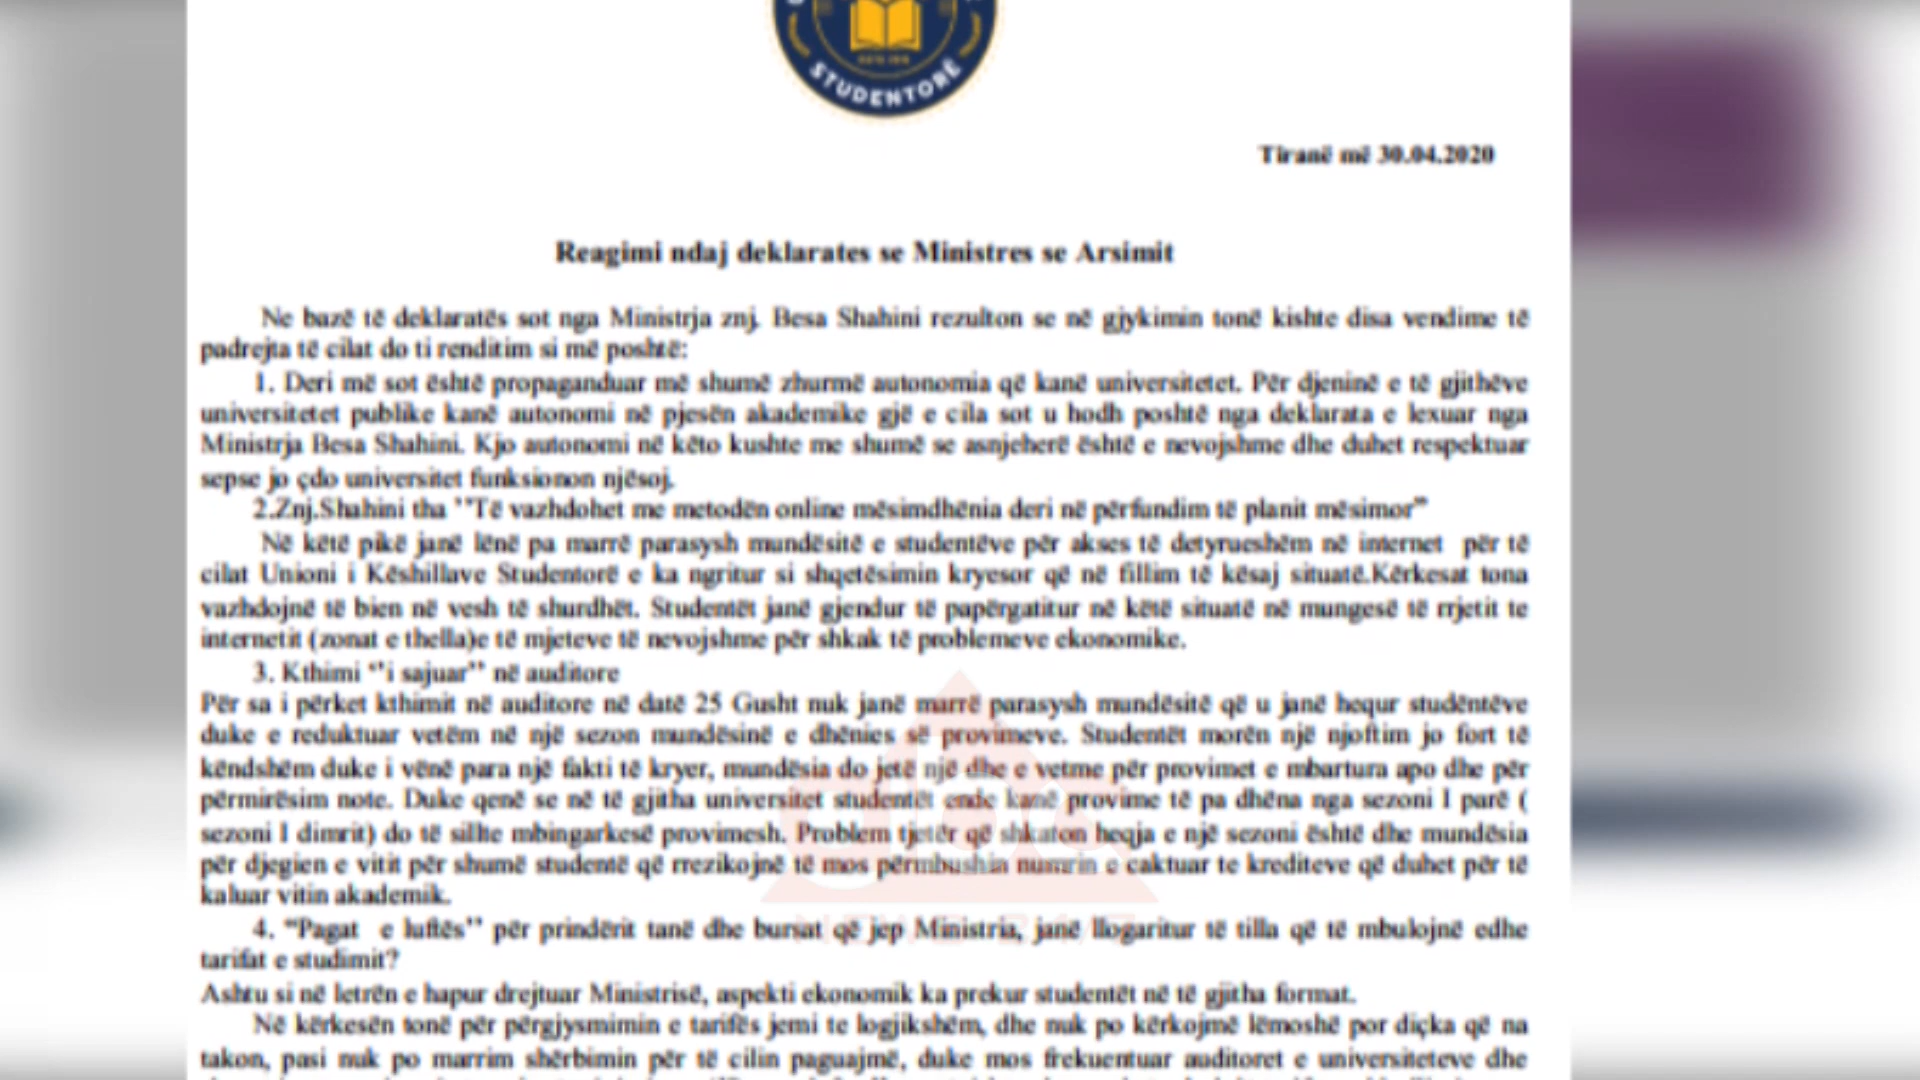 STUDENTORË
Tiranë më 30.04.2020
Reagimi ndaj deklarates se Ministres se Arsimit
Ne bazë të deklaratës sot nga Ministrja znj. Besa Shahini rezulton se në gjykimin tonë kishte disa vendime të
padrejta të cilat do ti renditim si më poshtë:
1. Deri më sot është propaganduar më shumë zhurmë autonomia që kanë universitetet. Për djeninë e të gjithëve
universitetet publike kanë autonomi në pjesën akademike gjë e cila sot u hodh poshtë nga deklarata e lexuar nga
Ministrja Besa Shahini. Kjo autonomi në këto kushte me shumë se asnjeherë është e nevojshme dhe duhet respektuar
sepse jo çdo universitet funksionon njësoj.
2.Znj.Shahini tha ''Të vazhdohet me metodën online mësimdhënia deri në përfundim të planit mësimor”
Në këtë pikë janë lënë pa marrë parasysh mundësitë e studentëve për akses të detyrueshëm në internet për të
cilat Unioni i Këshillave Studentorë e ka ngritur si shqetësimin kryesor që në fillim të kësaj situatë.Kërkesat tona
vazhdojnë të bien në vesh të shurdhët. Studentët janë gjendur të papërgatitur në këtë situatë në mungesë të rrjetit te
internetit (zonat e thella)e të mjeteve të nevojshme për shkak të problemeve ekonomike.
3. Kthimi ‘’i sajuar’’ në auditore
Për sa i përket kthimit në auditore në datë 25 Gusht nuk janë marrë parasysh mundësitë që u janë hequr studëntëve
duke e reduktuar vetëm në një sezon mundësinë e dhënies së provimeve. Studentët morën një njoftim jo fort të
këndshëm duke i vënë para një fakti të kryer, mundësia do jetë një dhe e vetme për provimet e mbartura apo dhe për
përmirësim note. Duke qenë se në të gjitha universitet studentët ende kanë provime të pa dhëna nga sezoni I parë (
sezoni I dimrit) do të sillte mbingarkesë provimesh. Problem tjetër që shkaton heqja e një sezoni është dhe mundësia
për djegien e vitit për shumë studentë që rrezikojnë të mos përmbushin numrin e caktuar te krediteve që duhet për të
kaluar vitin akademik.
4. “Pagat e luftës’’ për prindërit tanë dhe bursat që jep Ministria, janë llogaritur të tilla që të mbulojnë edhe
tarifat e studimit?
Ashtu si në letrën e hapur drejtuar Ministrisë, aspekti ekonomik ka prekur studentët në të gjitha format.
Në kërkesën tonë për përgjysmimin e tarifës jemi te logjikshëm, dhe nuk po kërkojmë lëmoshë por diçka që na
takon, pasi nuk po marrim shërbimin për të cilin paguajmë, duke mos frekuentuar auditoret e universiteteve dhe